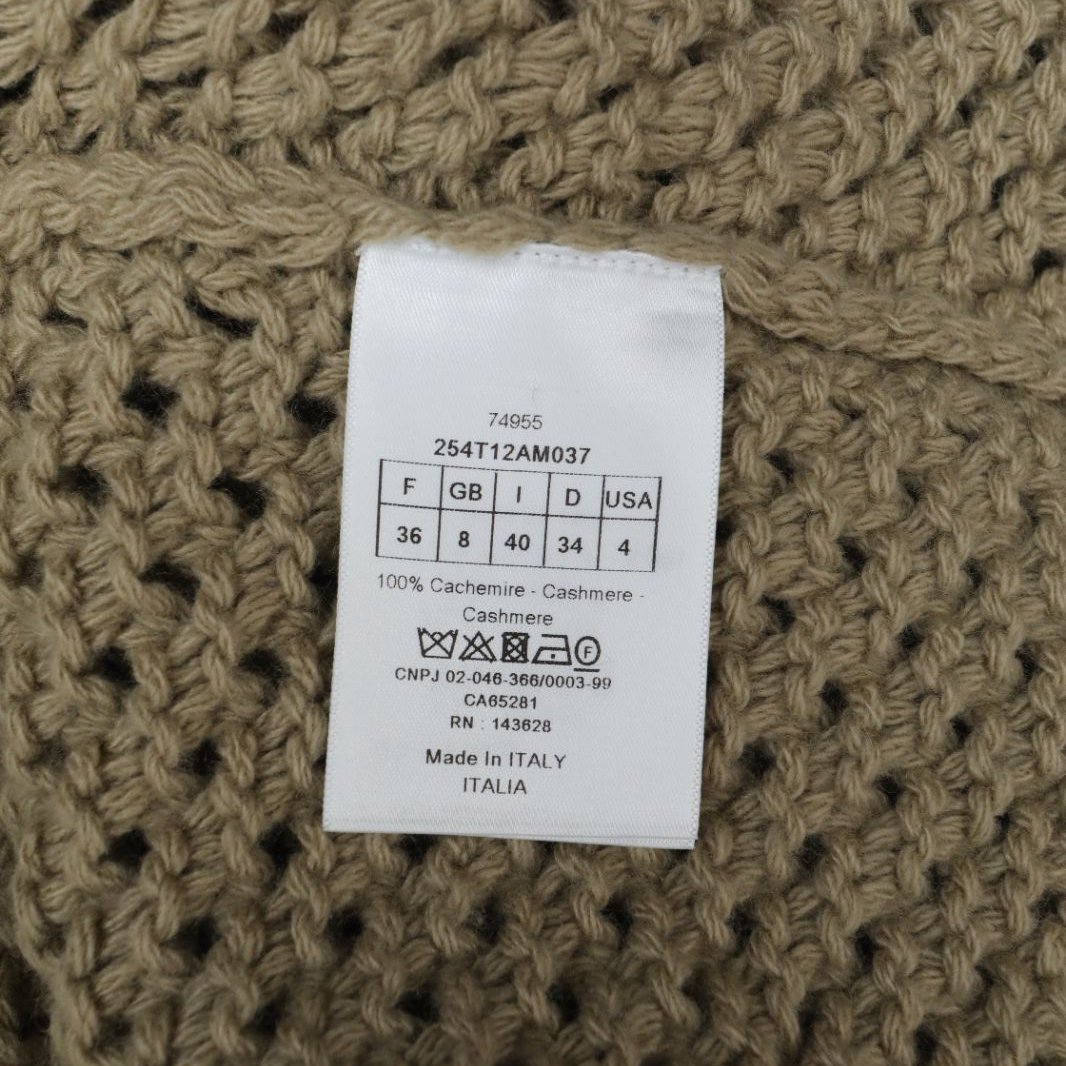 74955
254T12AM037
F GB I D USA
36 8 40 34 4
100% Cachemire - Cashmere -
Cashmere
F
CNPJ 02-046-366/0003-99
CA65281
RN : 143628
Made In ITALY
ITALIA